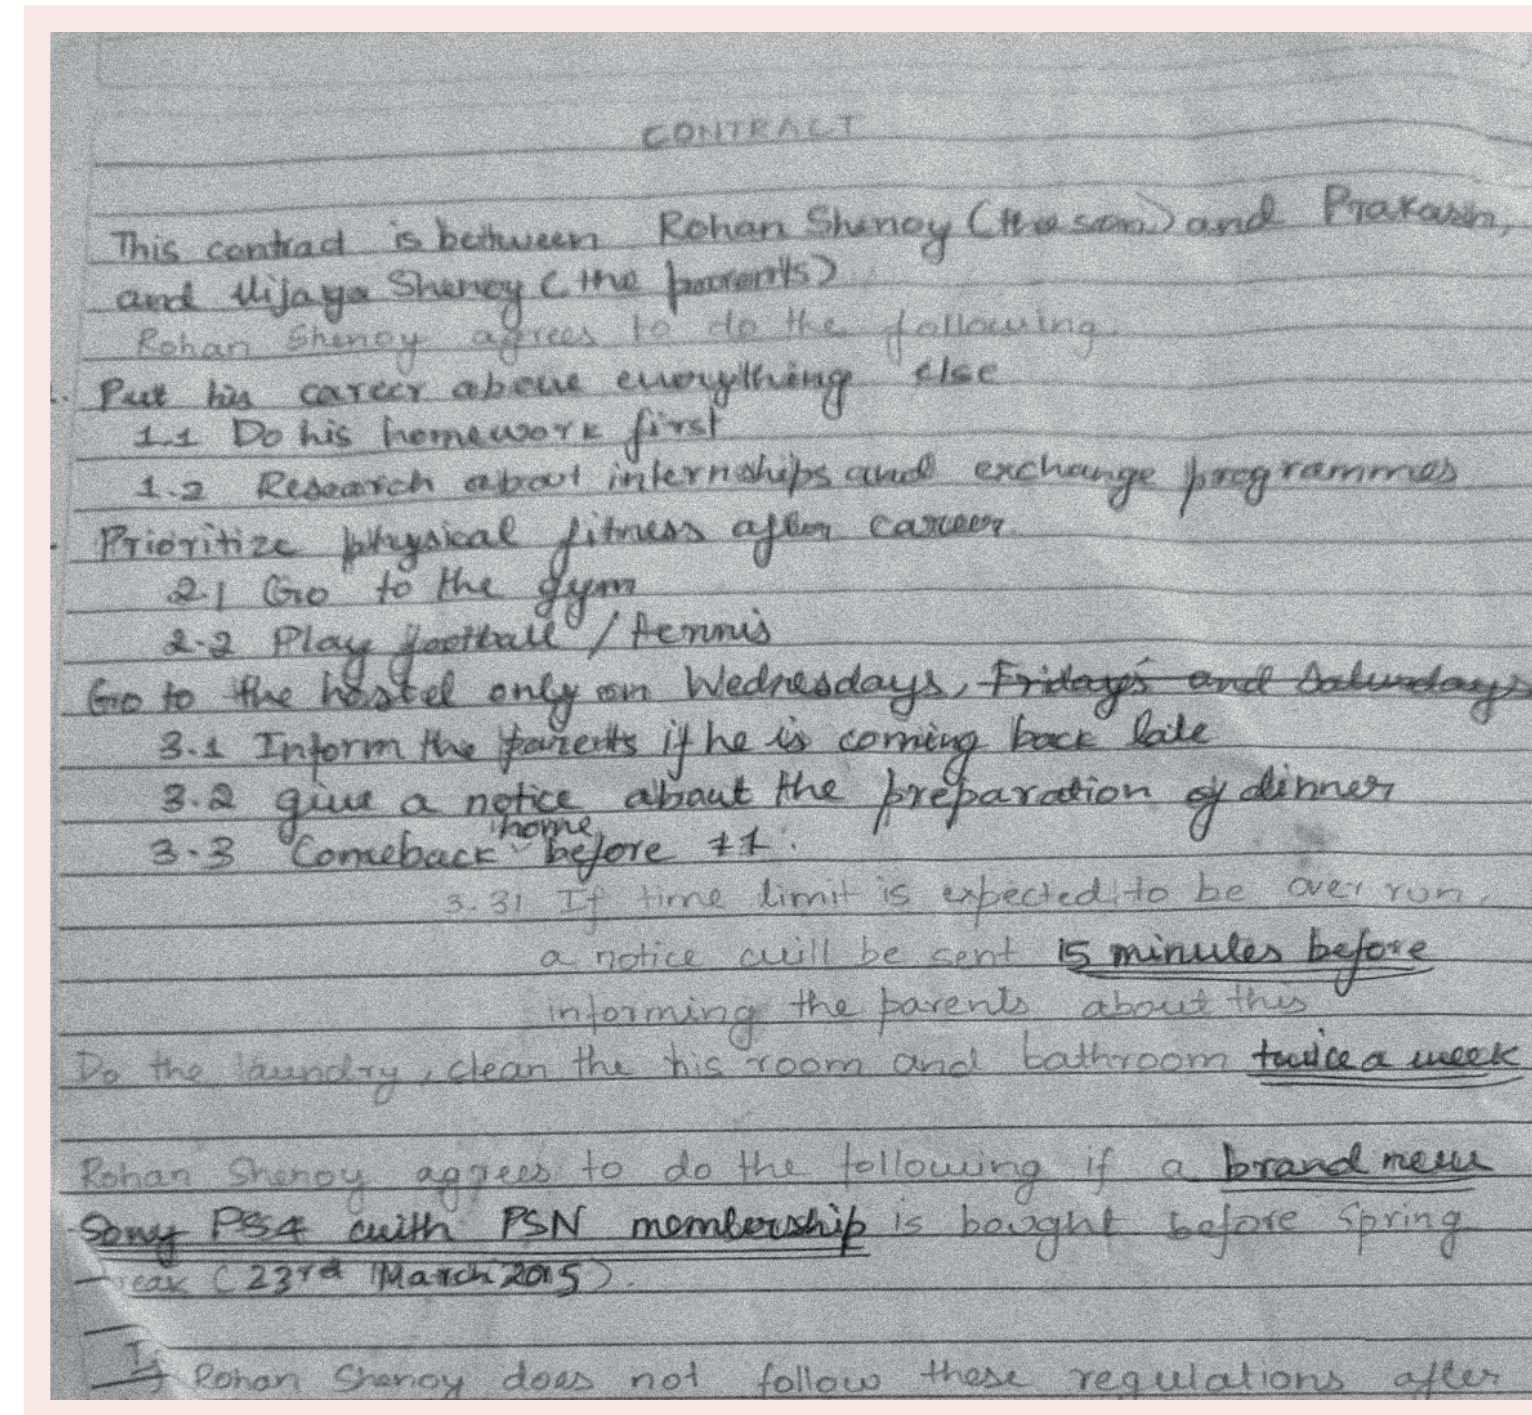 CONTRACT
This contract is between Rohan Shenoy (the son) and Prakash,
and Vijaya Shenoy (the parents)
Rohan Shenoy agrees to do the following
Put his career above everything else
1.1 Do his homework first
1.2 Research about internships and exchange programmes
Prioritize physical fitness after career
2.1 Go to the gym
2.2 Play football / tennis
Go to the hostel only on Wednesdays, Fridays and Saturdays
3.1 Inform the parents if he is coming back late
3.2 give a notice about the preparation of dinner
3.3 Comeback home before 11.
3.31 If time limit is expected to be over run,
a notice will be sent 15 minutes before
informing the parents about this
Do the laundry, clean the his room and bathroom twice a week
Rohan Shenoy agrees to do the following if a brand new
Sony PS4 with PSN membership is bought before Spring
reak (23rd March 2015).
If Rohan Shenoy does not follow these regulations after